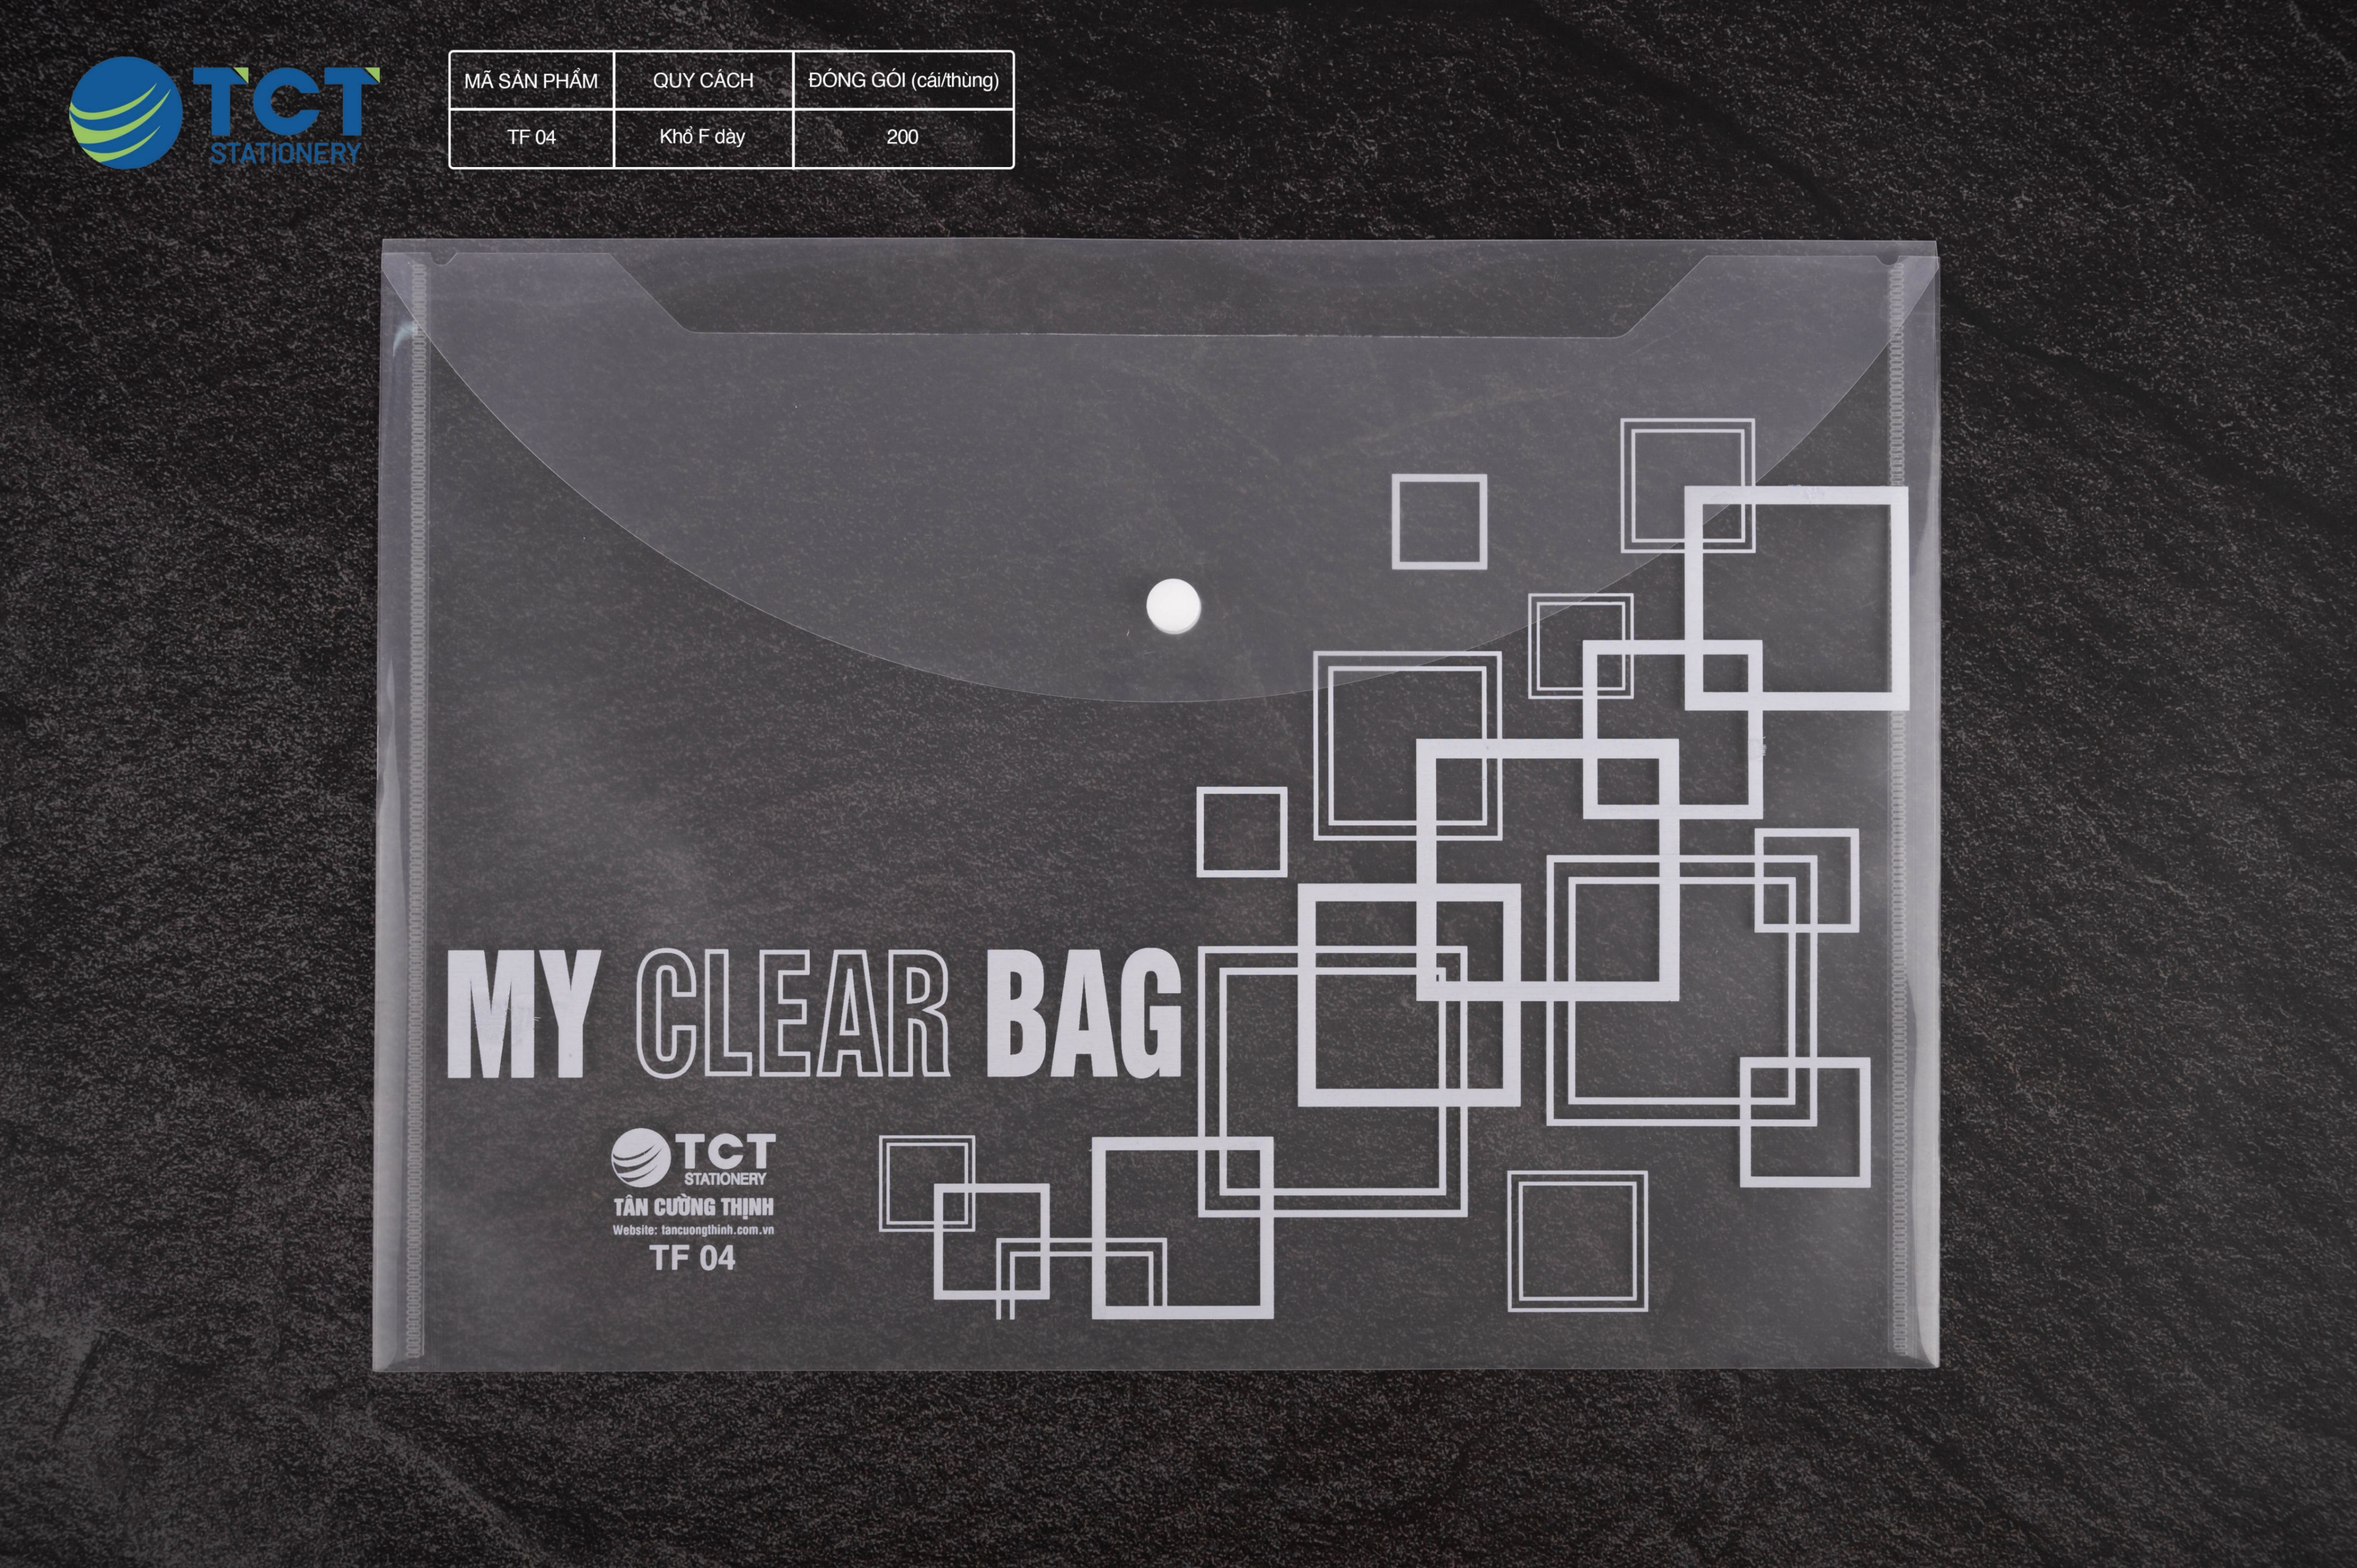 TCT
STATIONERY
MÃ SẢN PHẨM QUY CÁCH ĐÓNG GÓI (cái/thùng)
TF 04 Khổ F dày 200
MY CLEAR BAG
TCT
STATIONERY
TÂN CƯỜNG THỊNH
Website: tancuongthinh.com.vn
TF 04